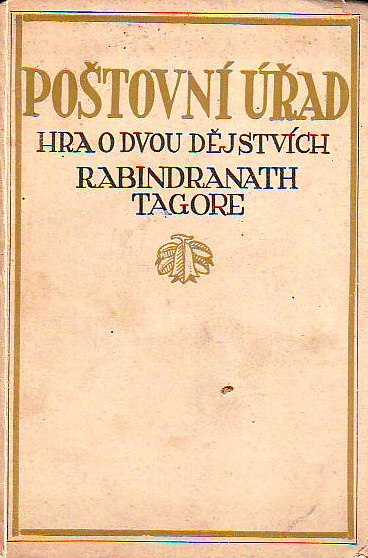 POŠTOVNÍ ÚŘAD
HRA O DVOU DĚJSTVÍCH
RABINDRANATH
TAGORE